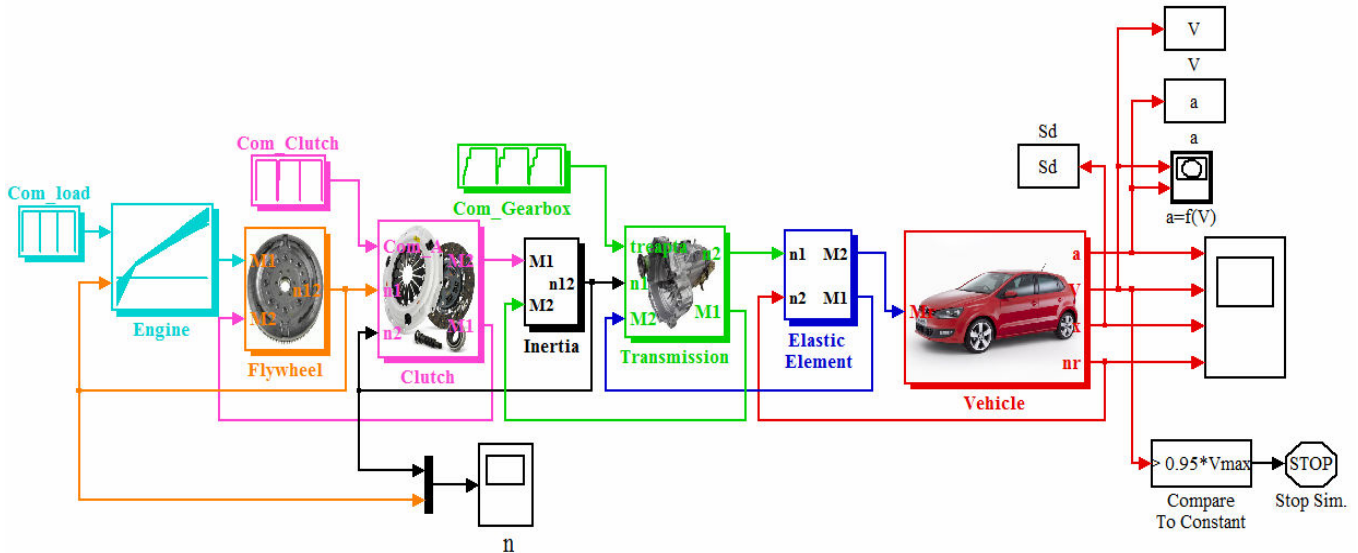 V
V
a
a
Sd
Sd
a=f(V)
Com_Clutch
Com_load
Com_Gearbox
Engine
M1
n12
M2
Flywheel
Com_A
M2
n1
M1
n2
Clutch
M1
n12
M2
Inertia
treapta
n2
n1
M1
M2
Transmission
n1
M2
n2
M1
Elastic
Element
a
V
x
nr
Vehicle
> 0.95*Vmax
Compare
To Constant
STOP
Stop Sim.
n